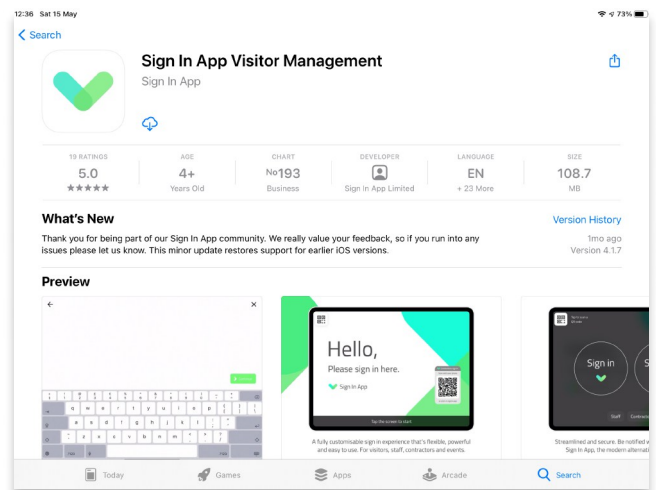 12:36 Sat 15 May
73%
Search
Sign In App Visitor Management
Sign In App
19 RATINGS
5.0
AGE
4+
Years Old
CHART
No193
Business
DEVELOPER
Sign In App Limited
LANGUAGE
EN
+ 23 More
SIZE
108.7
MB
What's New
Version History
Thank you for being part of our Sign In App community. We really value your feedback, so if you run into any
issues please let us know. This minor update restores support for earlier iOS versions.
1mo ago
Version 4.1.7
Preview
q w e r t y u i o p
a s d f g h j k l
z x c v b n m
Hello,
Please sign in here.
Sign In App
Tap the screen to start
A fully customisable sign in experience that's flexible, powerful
and easy to use. For visitors, staff, contractors and events.
Sign in
S
Staff
Streamlined and secure. Be notified
Sign In App, the modern
Today
Games
Apps
Arcade
Search